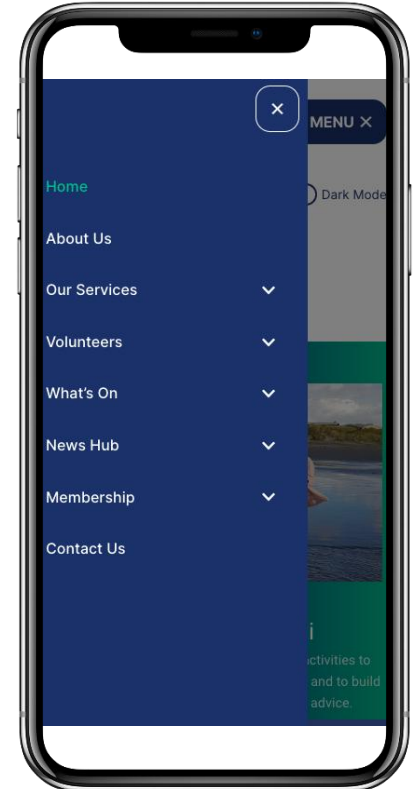 MENU ×
Dark Mode
Home
About Us
Our Services
Volunteers
What's On
News Hub
Membership
Contact Us
i
activities to
and to build
advice.